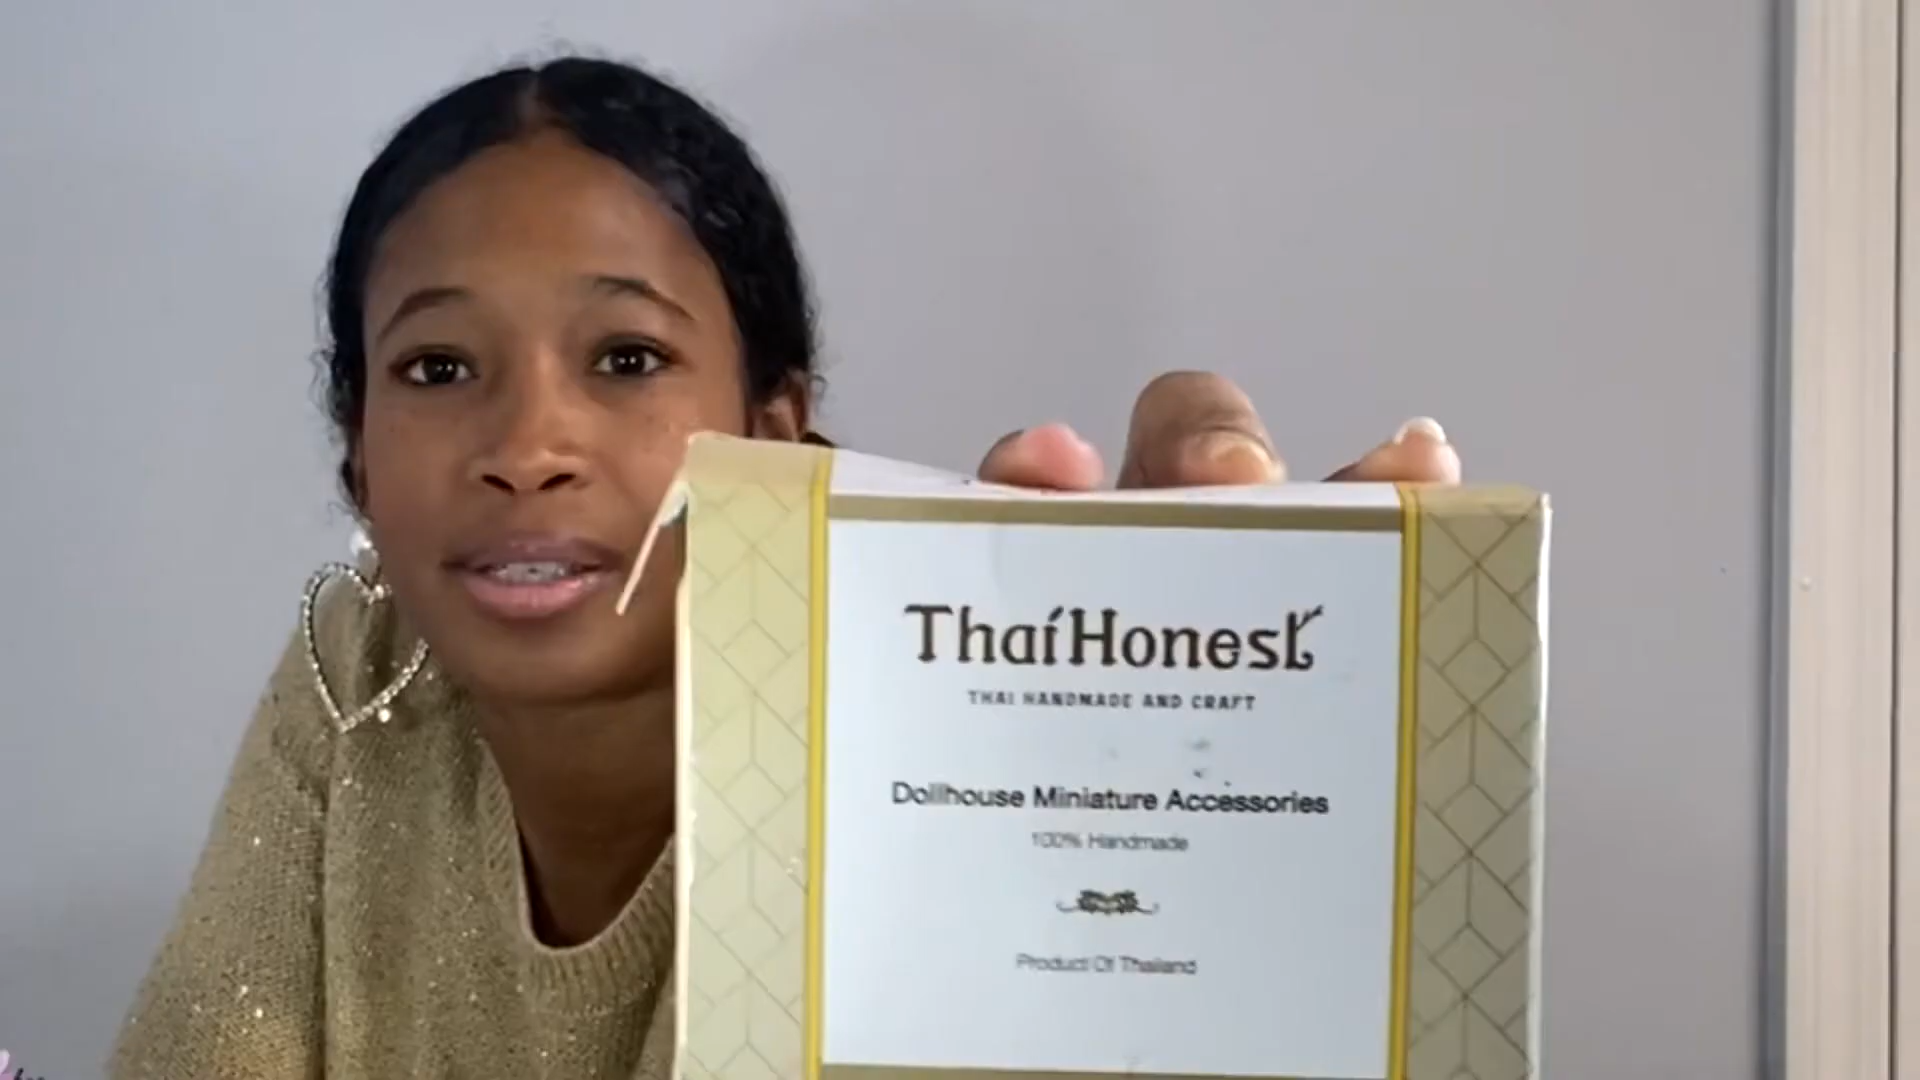 ThaiHonest
THAI HANDMADE AND CRAFT
Dollhouse Miniature Accessories
100% Handmade
Product Of Thailand